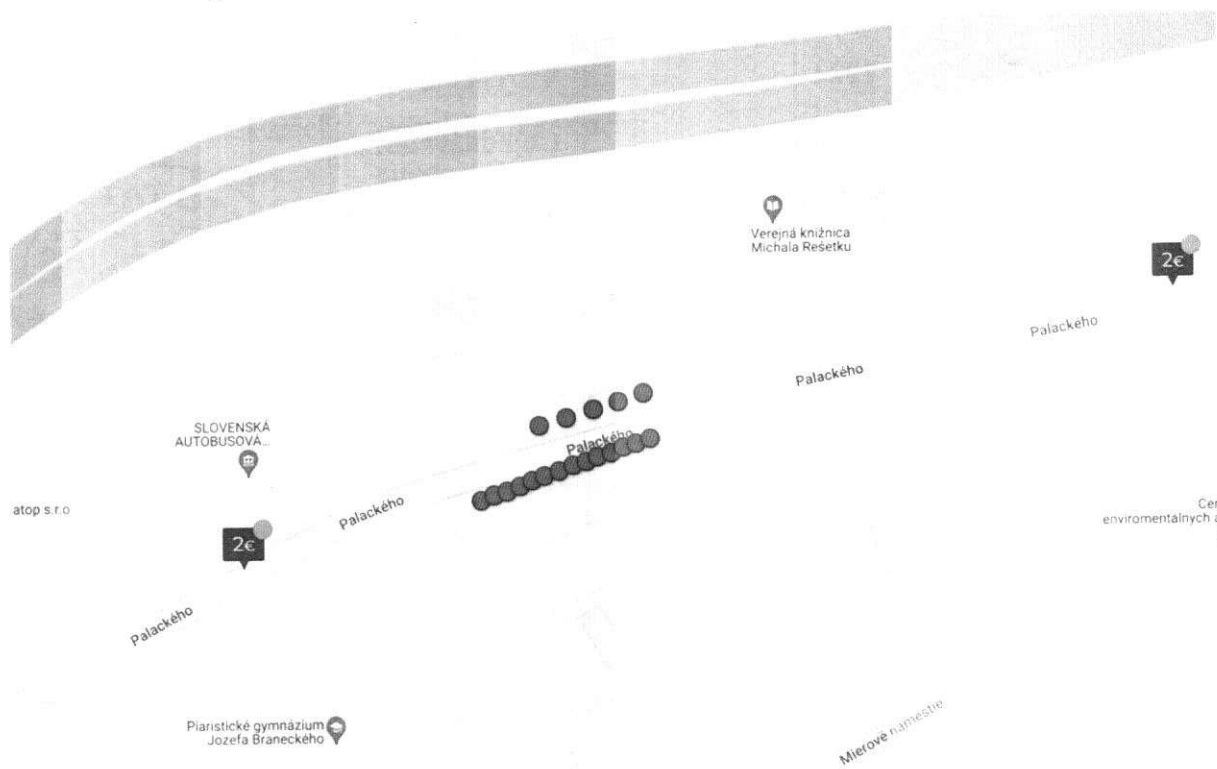 Verejná knižnica
Michala Rešetku
2€
Palackého
Palackého
SLOVENSKÁ
AUTOBUSOVÁ...
Palackého
atop s.r.o
Palackého
enviromentálnych a
2€
Palackého
Piaristické gymnázium
Jozefa Braneckého
Mierové námestie